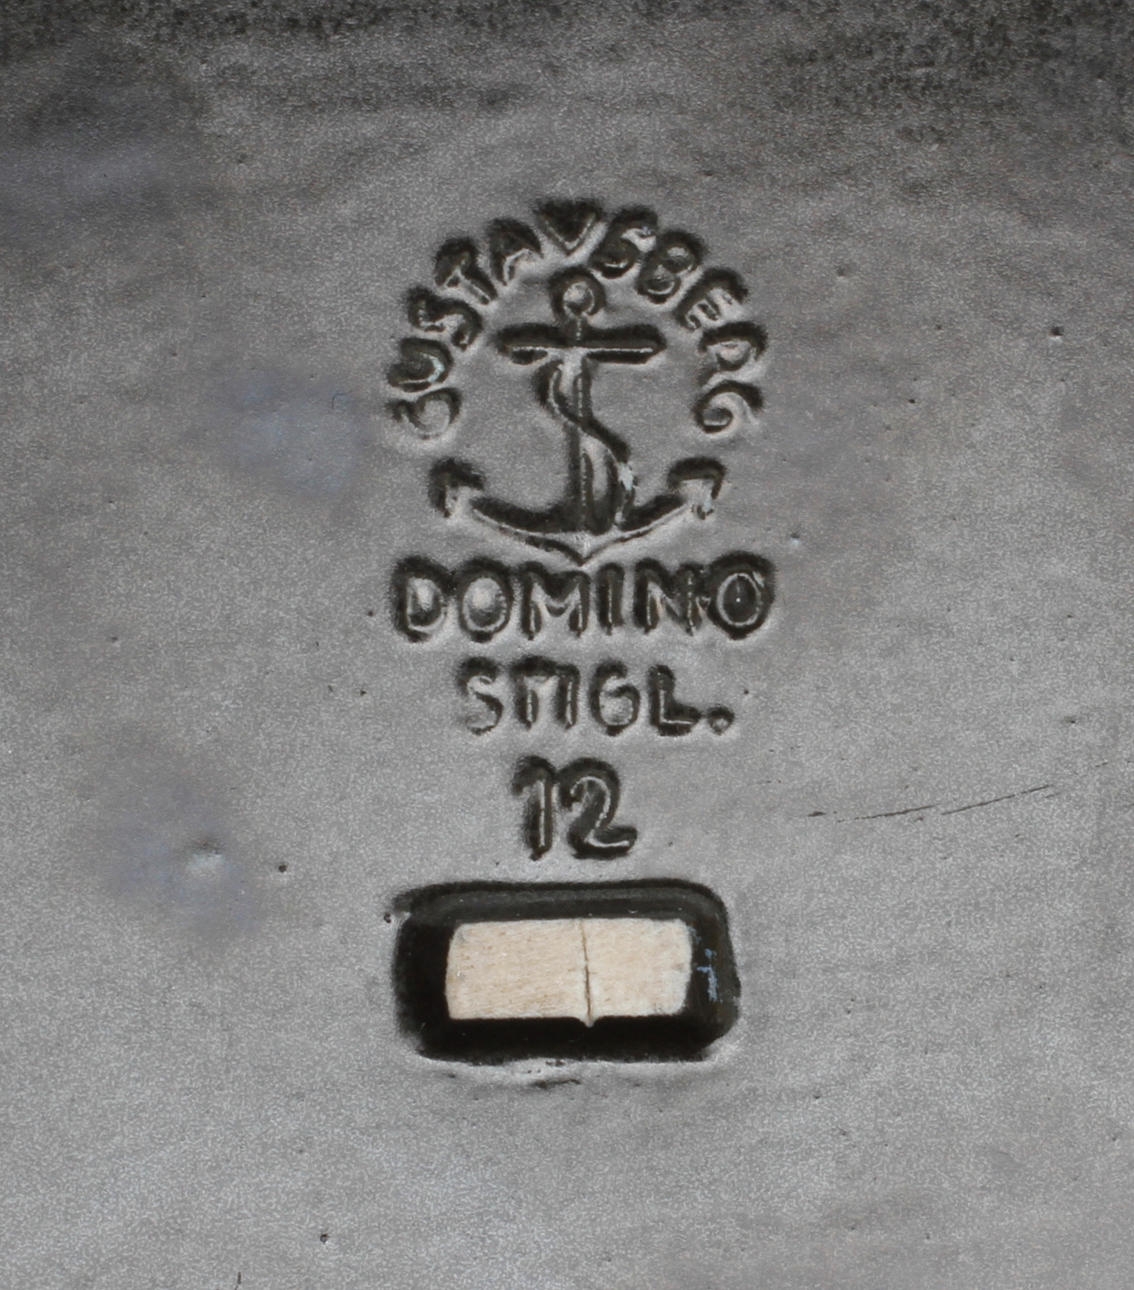 GUSTAVSBERG
DOMINO
STIGL.
12